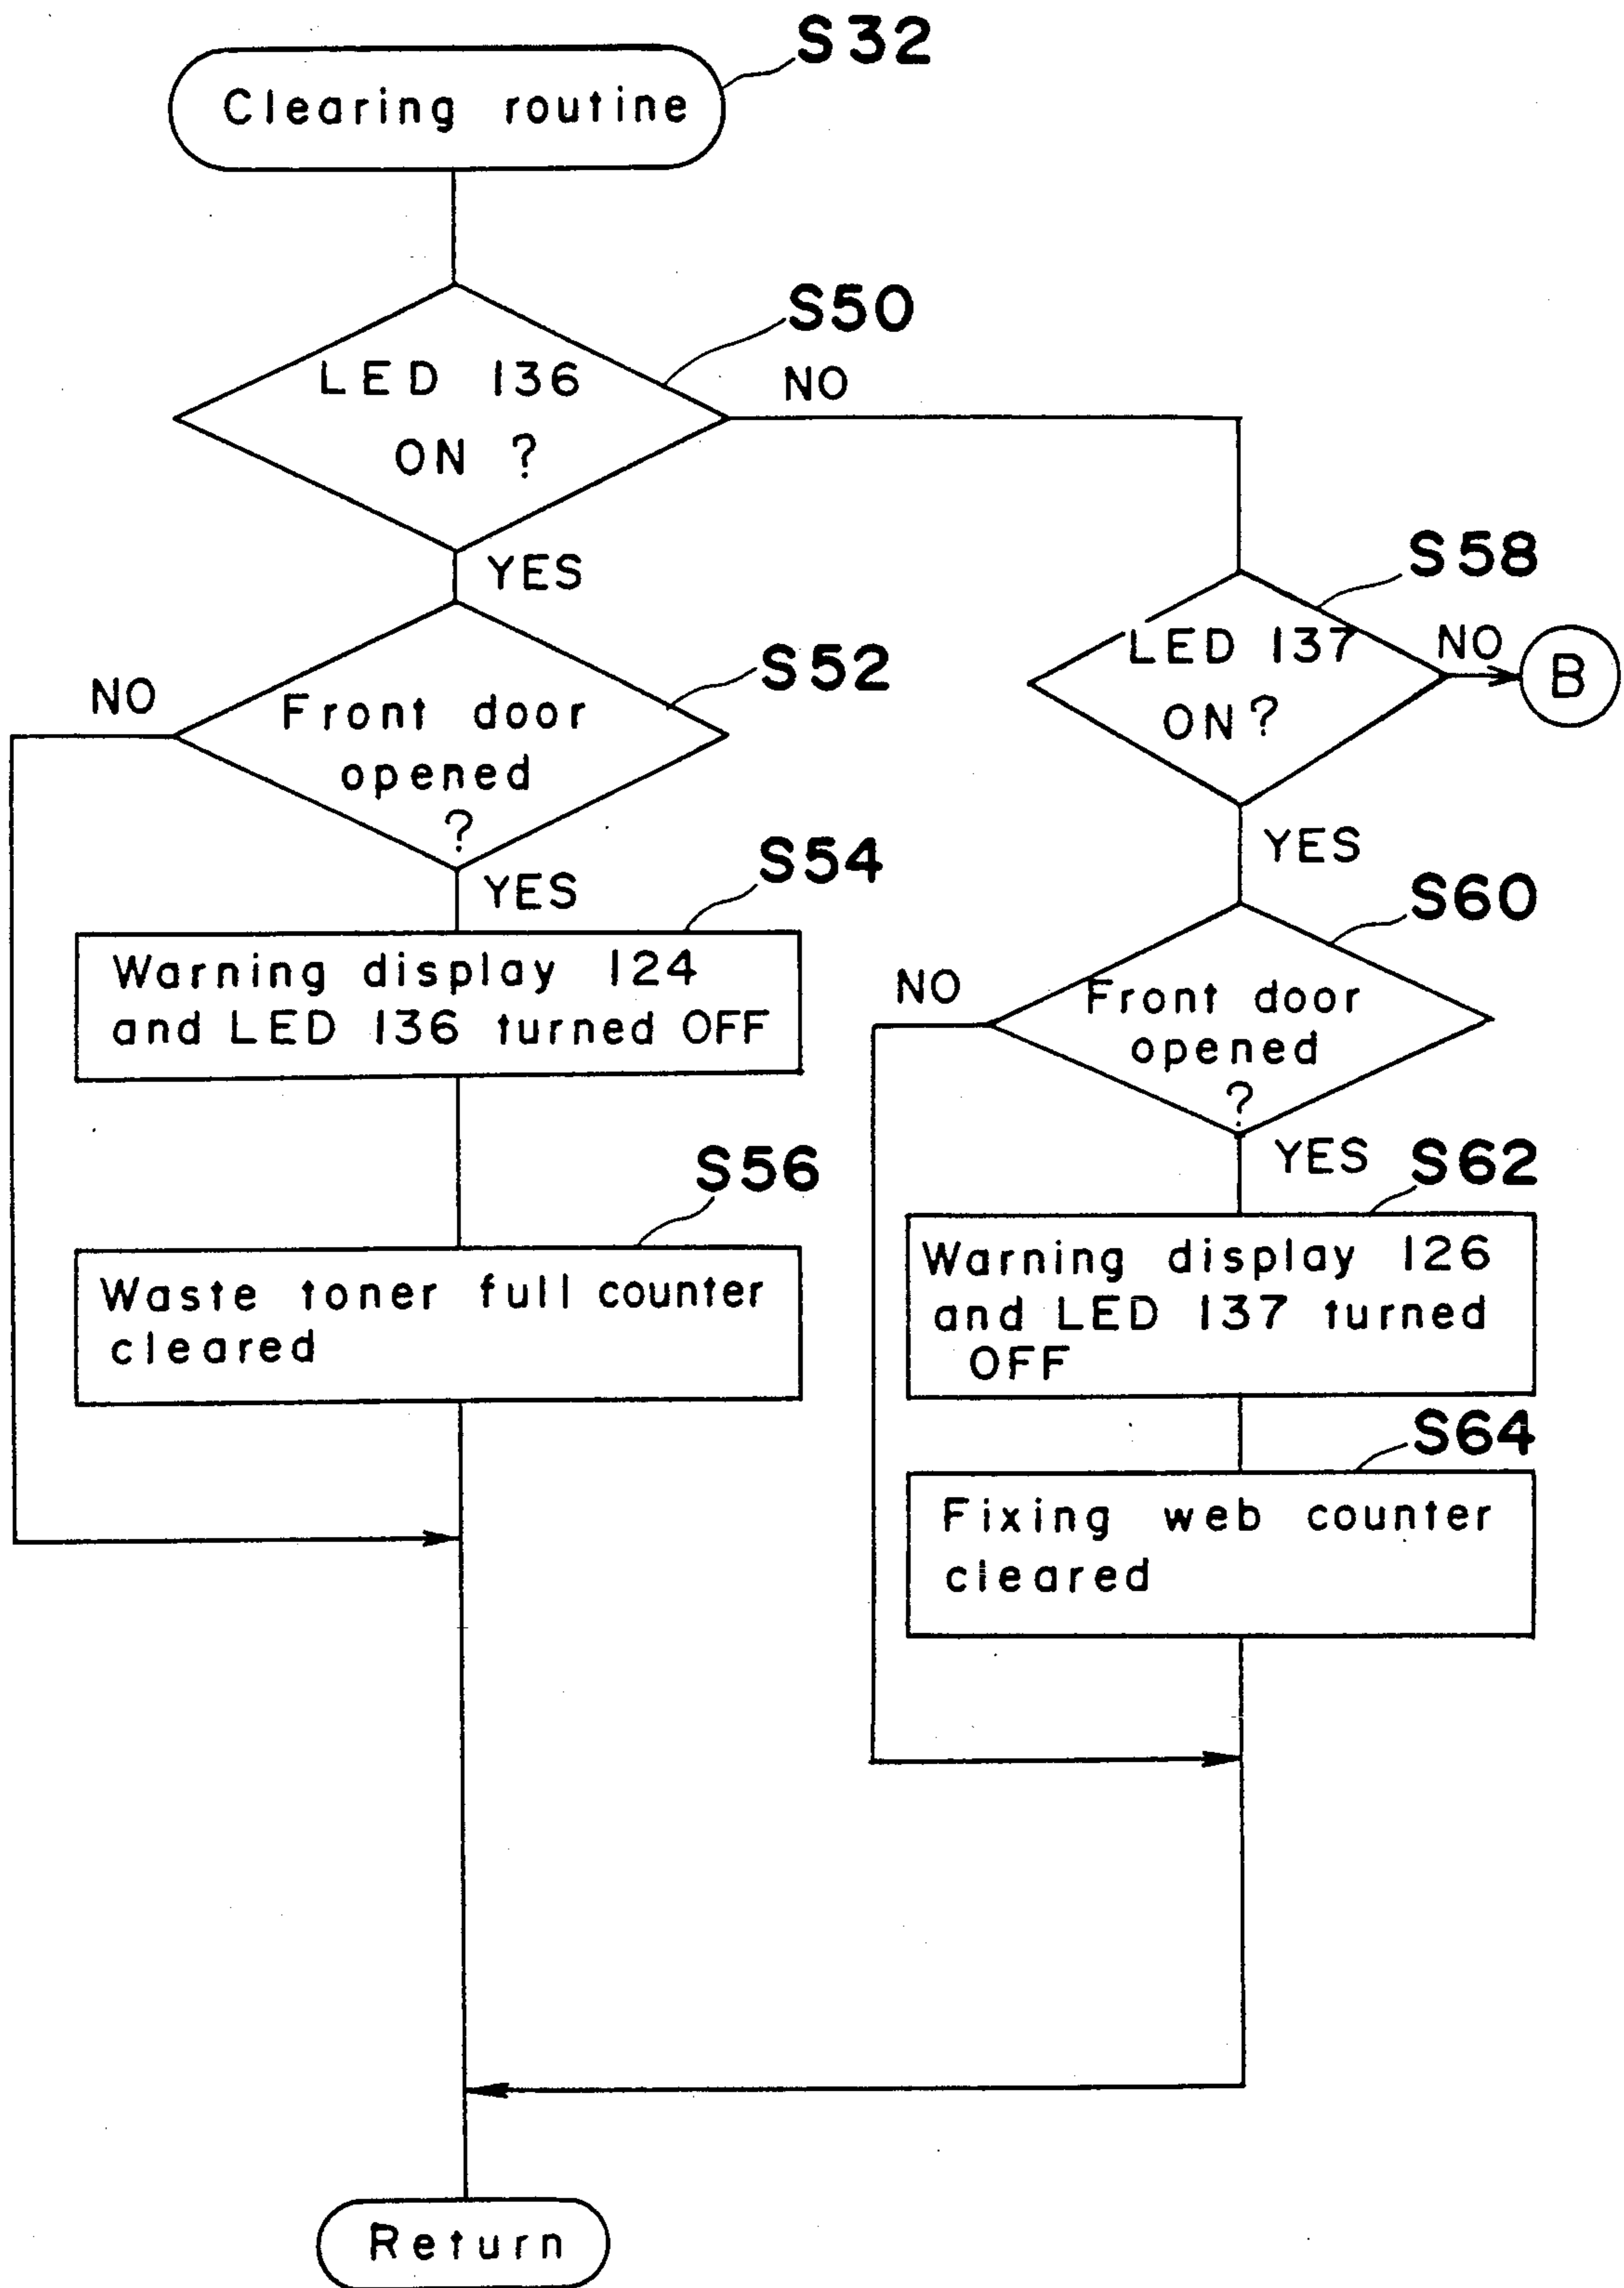 S32
Clearing routine
S50
LED 136
ON ?
NO
YES
S52
NO
Front door
opened
?
YES
S54
Warning display 124
and LED 136 turned OFF
S56
Waste toner full counter
cleared
S58
LED 137
ON?
NO
B
YES
S60
NO
Front door
opened
?
YES
S62
Warning display 126
and LED 137 turned
OFF
S64
Fixing web counter
cleared
Return